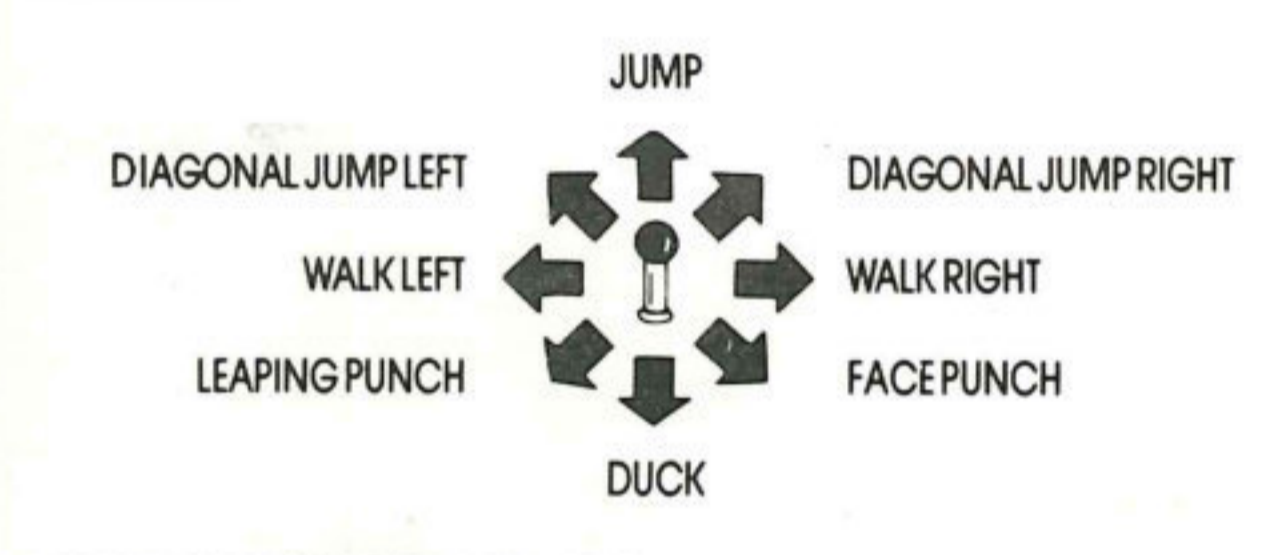 JUMP
DIAGONAL JUMP LEFT
DIAGONAL JUMP RIGHT
WALK LEFT
WALK RIGHT
LEAPING PUNCH
FACE PUNCH
DUCK